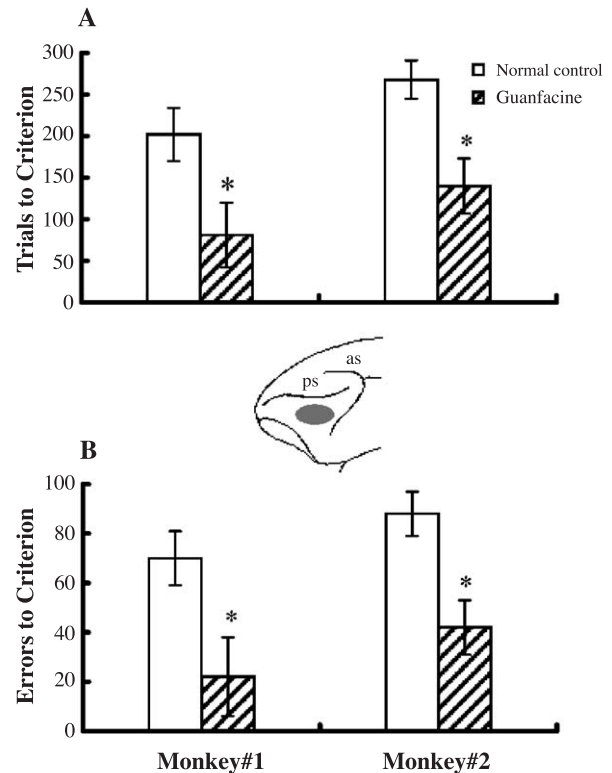 A
Trials to Criterion
300
250
200
150
100
50
0
Normal control
Guanfacine
*
*
as
ps
B
Errors to Criterion
100
80
60
40
20
0
*
*
Monkey#1
Monkey#2